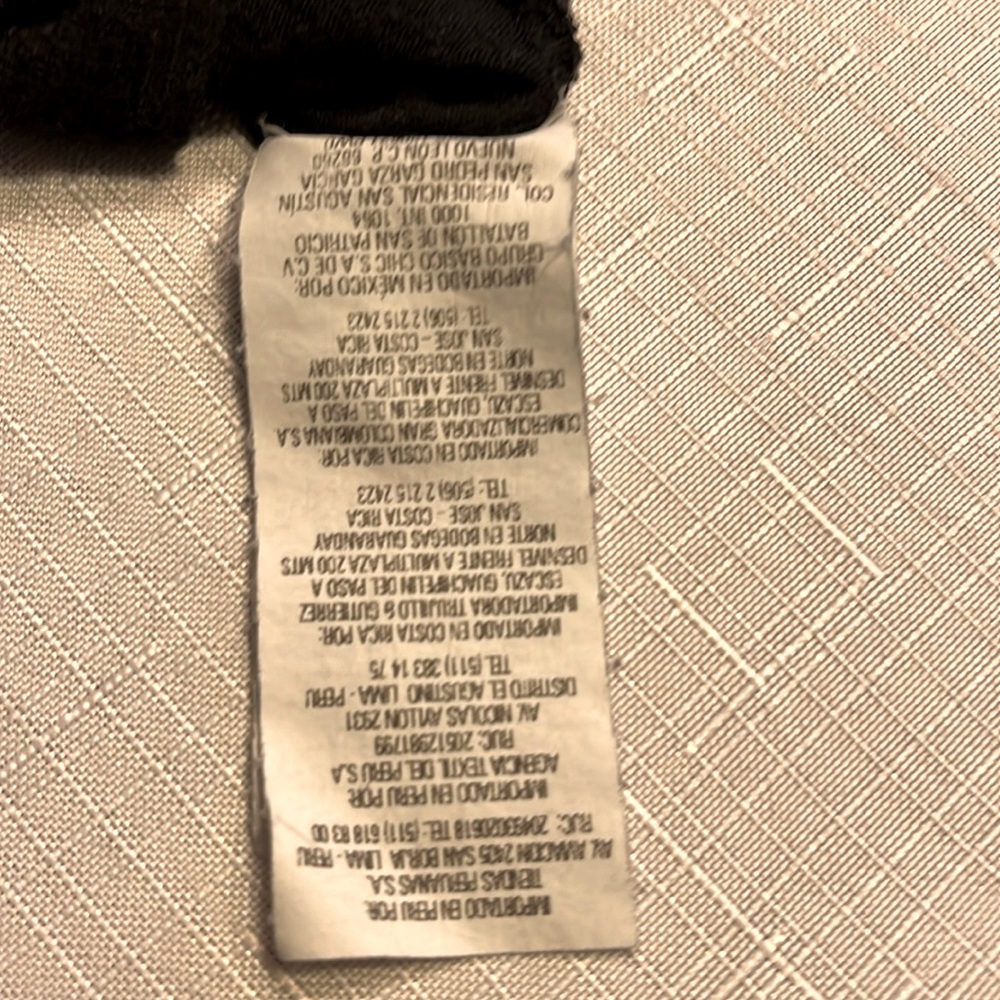 IMPORTADO EN PERU POR:
TIENDAS PERUANAS S.A.
AV. AVIACION 2405 SAN BORJA LIMA - PERU
RUC: 20493020618 TEL: (511) 618 83 00
IMPORTADO EN PERU POR:
AGENCIA TEXTIL DEL PERU S.A
RUC: 20512981799
AV. NICOLAS AYLLON 2931
DISTRITO EL AGUSTINO LIMA - PERU
TEL (511) 383 14 75
IMPORTADO EN COSTA RICA POR:
IMPORTADORA TRUJILLO & GUTIERREZ
ESCAZU, GUACHIPELIN DEL PASO A
DESNIVEL FRENTE A MULTIPLAZA 200 MTS
NORTE EN BODEGAS GUARANDAY
SAN JOSE - COSTA RICA
TEL: (506) 2 215 2423
IMPORTADO EN COSTA RICA POR:
COMERCIALIZADORA GRAN COLOMBIANA S.A
ESCAZU, GUACHIPELIN DEL PASO A
DESNIVEL FRENTE A MULTIPLAZA 200 MTS
NORTE EN BODEGAS GUARANDAY
SAN JOSE - COSTA RICA
TEL: (506) 2 215 2423
IMPORTADO EN MÉXICO POR:
GRUPO BASICO CHIC S.A DE C.V
BATALLON DE SAN PATRICIO
1000 INT. 1064
COL. RESIDENCIAL SAN AGUSTÍN
SAN PEDRO GARZA GARCIA
NUEVO LEON C.P. 66260